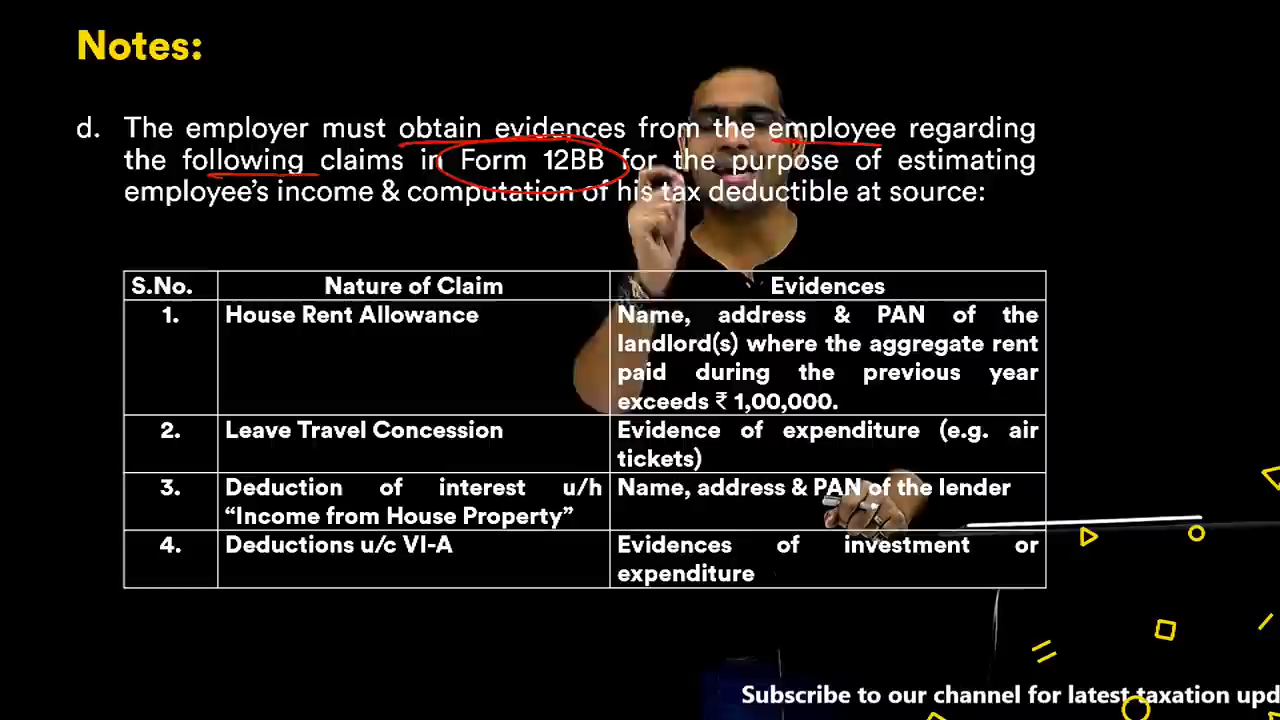 Notes:
d. The employer must obtain evidences from the employee regarding
the following claims in Form 12BB for the purpose of estimating
employee's income & computation of his tax deductible at source:
S.No. Nature of Claim Evidences
1. House Rent Allowance Name, address & PAN of the
landlord(s) where the aggregate rent
paid during the previous year
exceeds ₹ 1,00,000.
2. Leave Travel Concession Evidence of expenditure (e.g. air
tickets)
3. Deduction of interest u/h Name, address & PAN of the lender
“Income from House Property”
4. Deductions u/c VI-A Evidences of investment or
expenditure
Subscribe to our channel for latest taxation upd